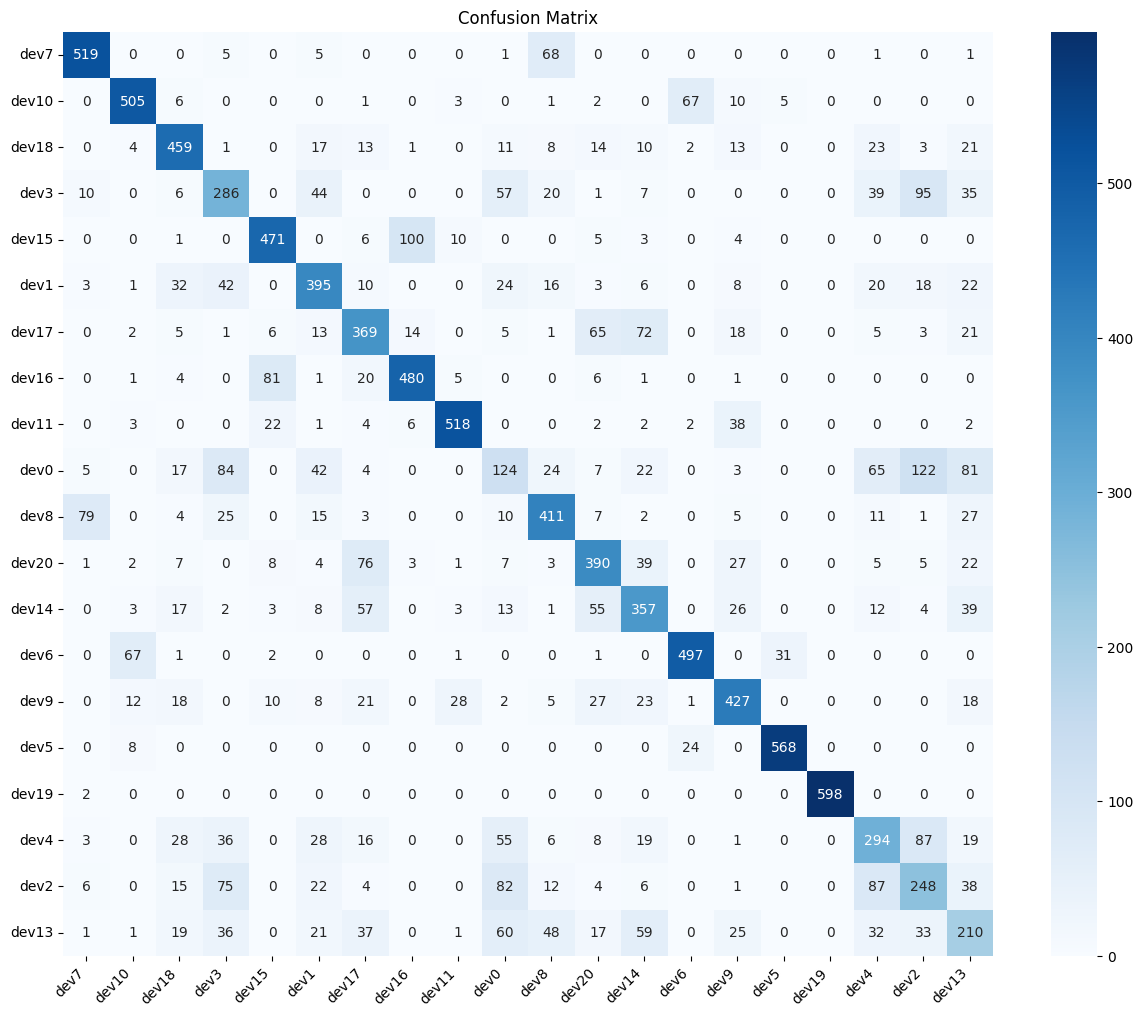 Confusion Matrix
dev7 519 0 0 5 0 5 0 0 0 1 68 0 0 0 0 0 0 1 0 1
dev10 0 505 6 0 0 0 1 0 3 0 1 2 0 67 10 5 0 0 0 0
dev18 0 4 459 1 0 17 13 1 0 11 8 14 10 2 13 0 0 23 3 21
dev3 10 0 6 286 0 44 0 0 0 57 20 1 7 0 0 0 0 39 95 35
dev15 0 0 1 0 471 0 6 100 10 0 0 5 3 0 4 0 0 0 0 0
dev1 3 1 32 42 0 395 10 0 0 24 16 3 6 0 8 0 0 20 18 22
dev17 0 2 5 1 6 13 369 14 0 5 1 65 72 0 18 0 0 5 3 21
dev16 0 1 4 0 81 1 20 480 5 0 0 6 1 0 1 0 0 0 0 0
dev11 0 3 0 0 22 1 4 6 518 0 0 2 2 2 38 0 0 0 0 2
dev0 5 0 17 84 0 42 4 0 0 124 24 7 22 0 3 0 0 65 122 81
dev8 79 0 4 25 0 15 3 0 0 10 411 7 2 0 5 0 0 11 1 27
dev20 1 2 7 0 8 4 76 3 1 7 3 390 39 0 27 0 0 5 5 22
dev14 0 3 17 2 3 8 57 0 3 13 1 55 357 0 26 0 0 12 4 39
dev6 0 67 1 0 2 0 0 0 1 0 0 1 0 497 0 31 0 0 0 0
dev9 0 12 18 0 10 8 21 0 28 2 5 27 23 1 427 0 0 0 0 18
dev5 0 8 0 0 0 0 0 0 0 0 0 0 0 24 0 568 0 0 0 0
dev19 2 0 0 0 0 0 0 0 0 0 0 0 0 0 0 0 598 0 0 0
dev4 3 0 28 36 0 28 16 0 0 55 6 8 19 0 1 0 0 294 87 19
dev2 6 0 15 75 0 22 4 0 0 82 12 4 6 0 1 0 0 87 248 38
dev13 1 1 19 36 0 21 37 0 1 60 48 17 59 0 25 0 0 32 33 210
dev7 dev10 dev18 dev3 dev15 dev1 dev17 dev16 dev11 dev0 dev8 dev20 dev14 dev6 dev9 dev5 dev19 dev4 dev2 dev13
500
400
300
200
100
0